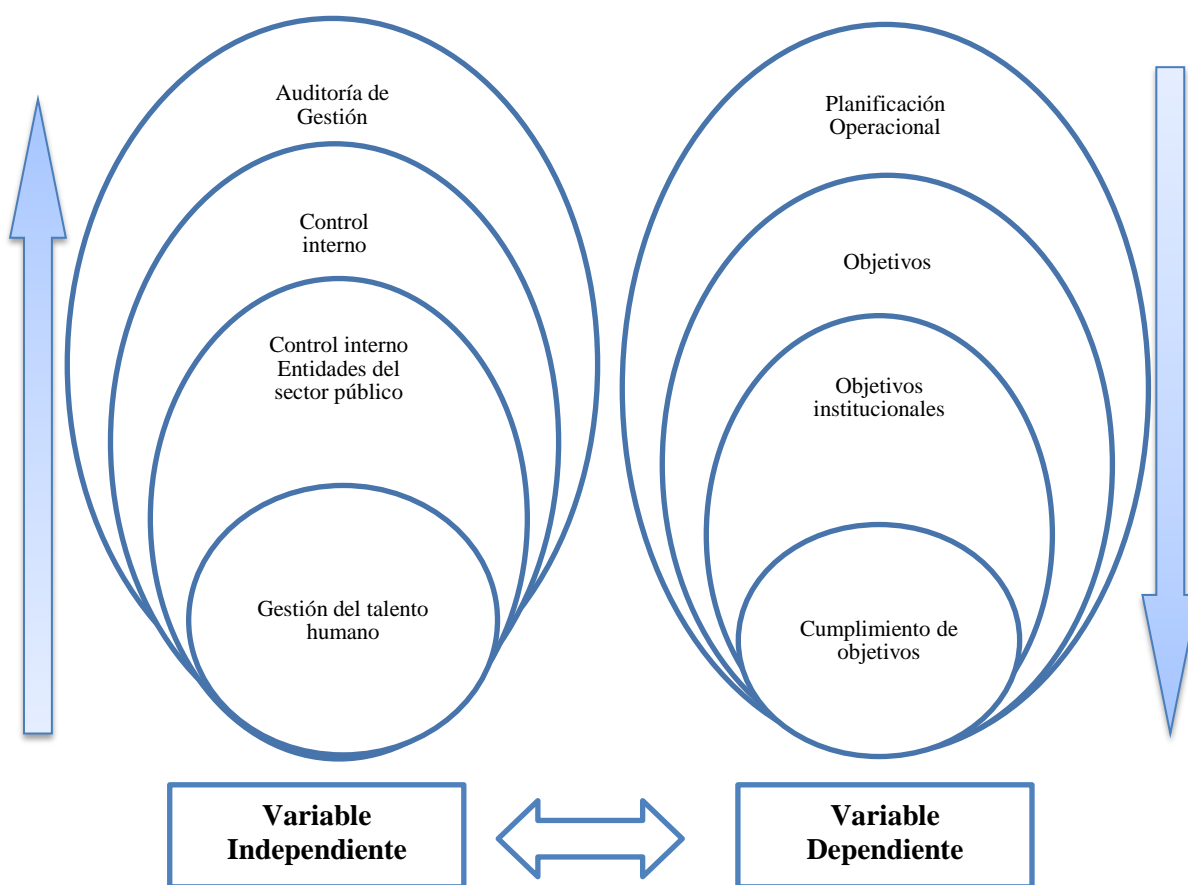 Auditoría de
Gestión
Control
interno
Control interno
Entidades del
sector público
Gestión del talento
humano
Planificación
Operacional
Objetivos
Objetivos
institucionales
Cumplimiento de
objetivos
Variable
Independiente
Variable
Dependiente